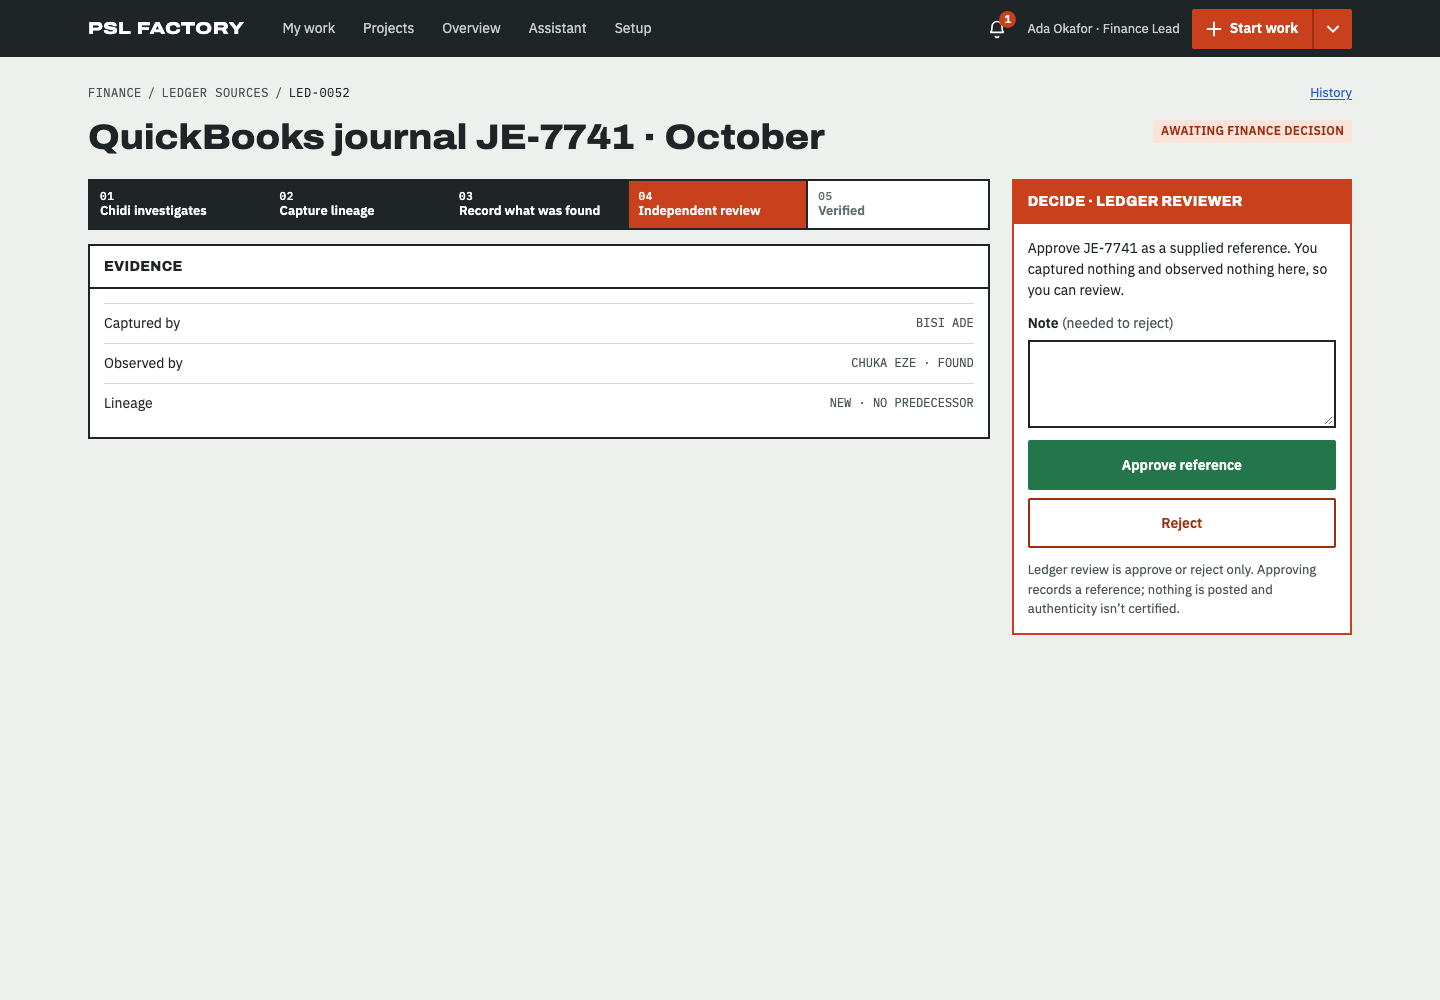 PSL FACTORY
My work
Projects
Overview
Assistant
Setup
1
Ada Okafor · Finance Lead
Start work
FINANCE / LEDGER SOURCES / LED-0052
History
QuickBooks journal JE-7741 · October
AWAITING FINANCE DECISION
01
Chidi investigates
02
Capture lineage
03
Record what was found
04
Independent review
05
Verified
EVIDENCE
Captured by
BISI ADE
Observed by
CHUKA EZE · FOUND
Lineage
NEW · NO PREDECESSOR
DECIDE · LEDGER REVIEWER
Approve JE-7741 as a supplied reference. You
captured nothing and observed nothing here, so
you can review.
Note (needed to reject)
Approve reference
Reject
Ledger review is approve or reject only. Approving
records a reference; nothing is posted and
authenticity isn’t certified.